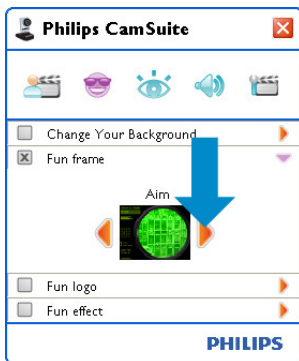 Philips CamSuite
Change Your Background
Fun frame
Aim
Fun logo
Fun effect
PHILIPS